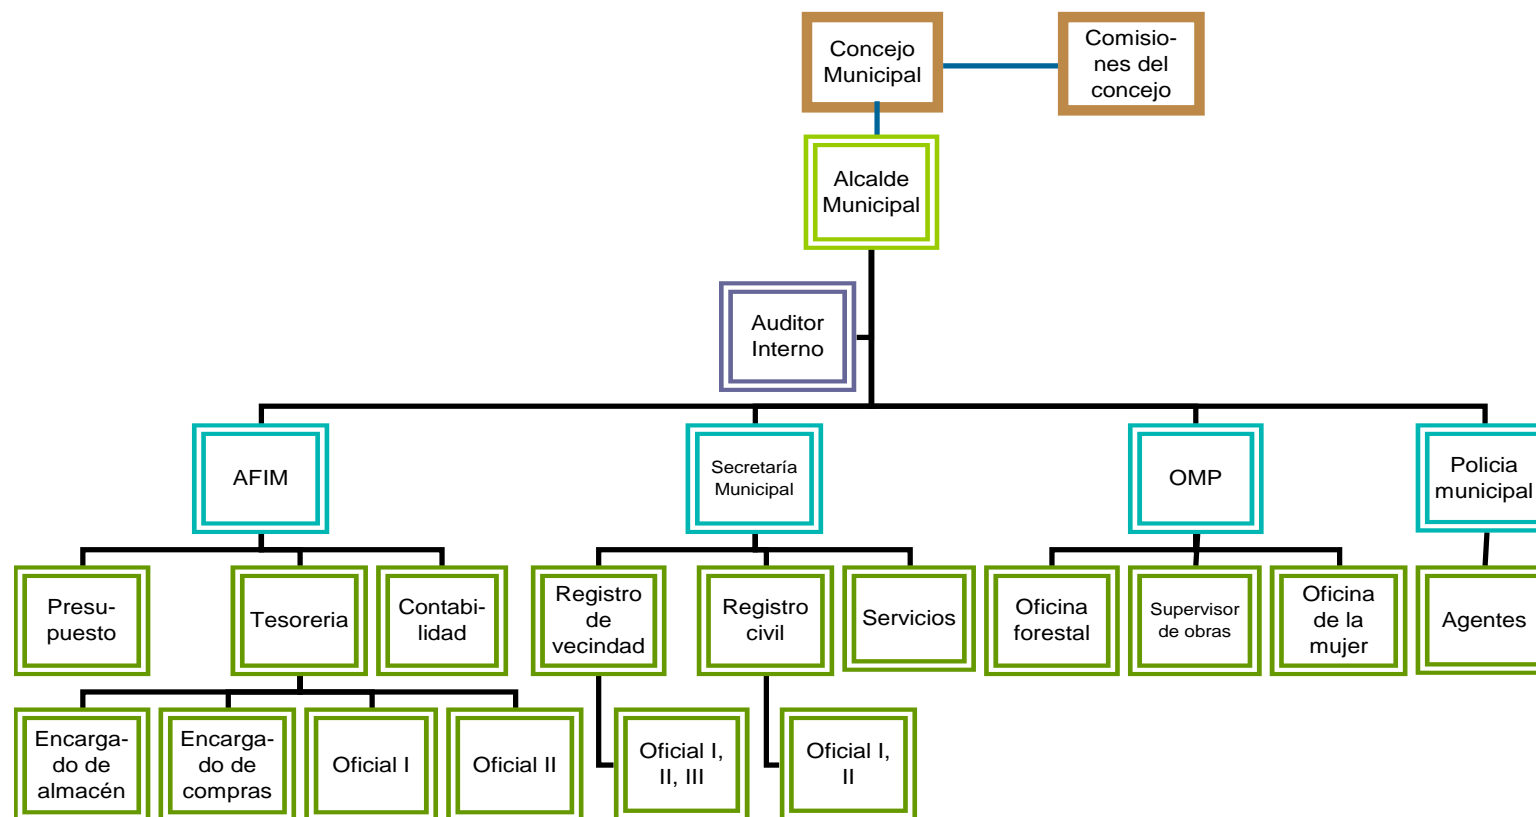 Concejo
Municipal
Comisio-
nes del
concejo
Alcalde
Municipal
Auditor
Interno
AFIM
Secretaría
Municipal
OMP
Policia
municipal
Presu-
puesto
Tesoreria
Contabi-
lidad
Registro
de
vecindad
Registro
civil
Servicios
Oficina
forestal
Supervisor
de obras
Oficina
de la
mujer
Agentes
Encarga-
do de
almacén
Encarga-
do de
compras
Oficial I
Oficial II
Oficial I,
II, III
Oficial I,
II